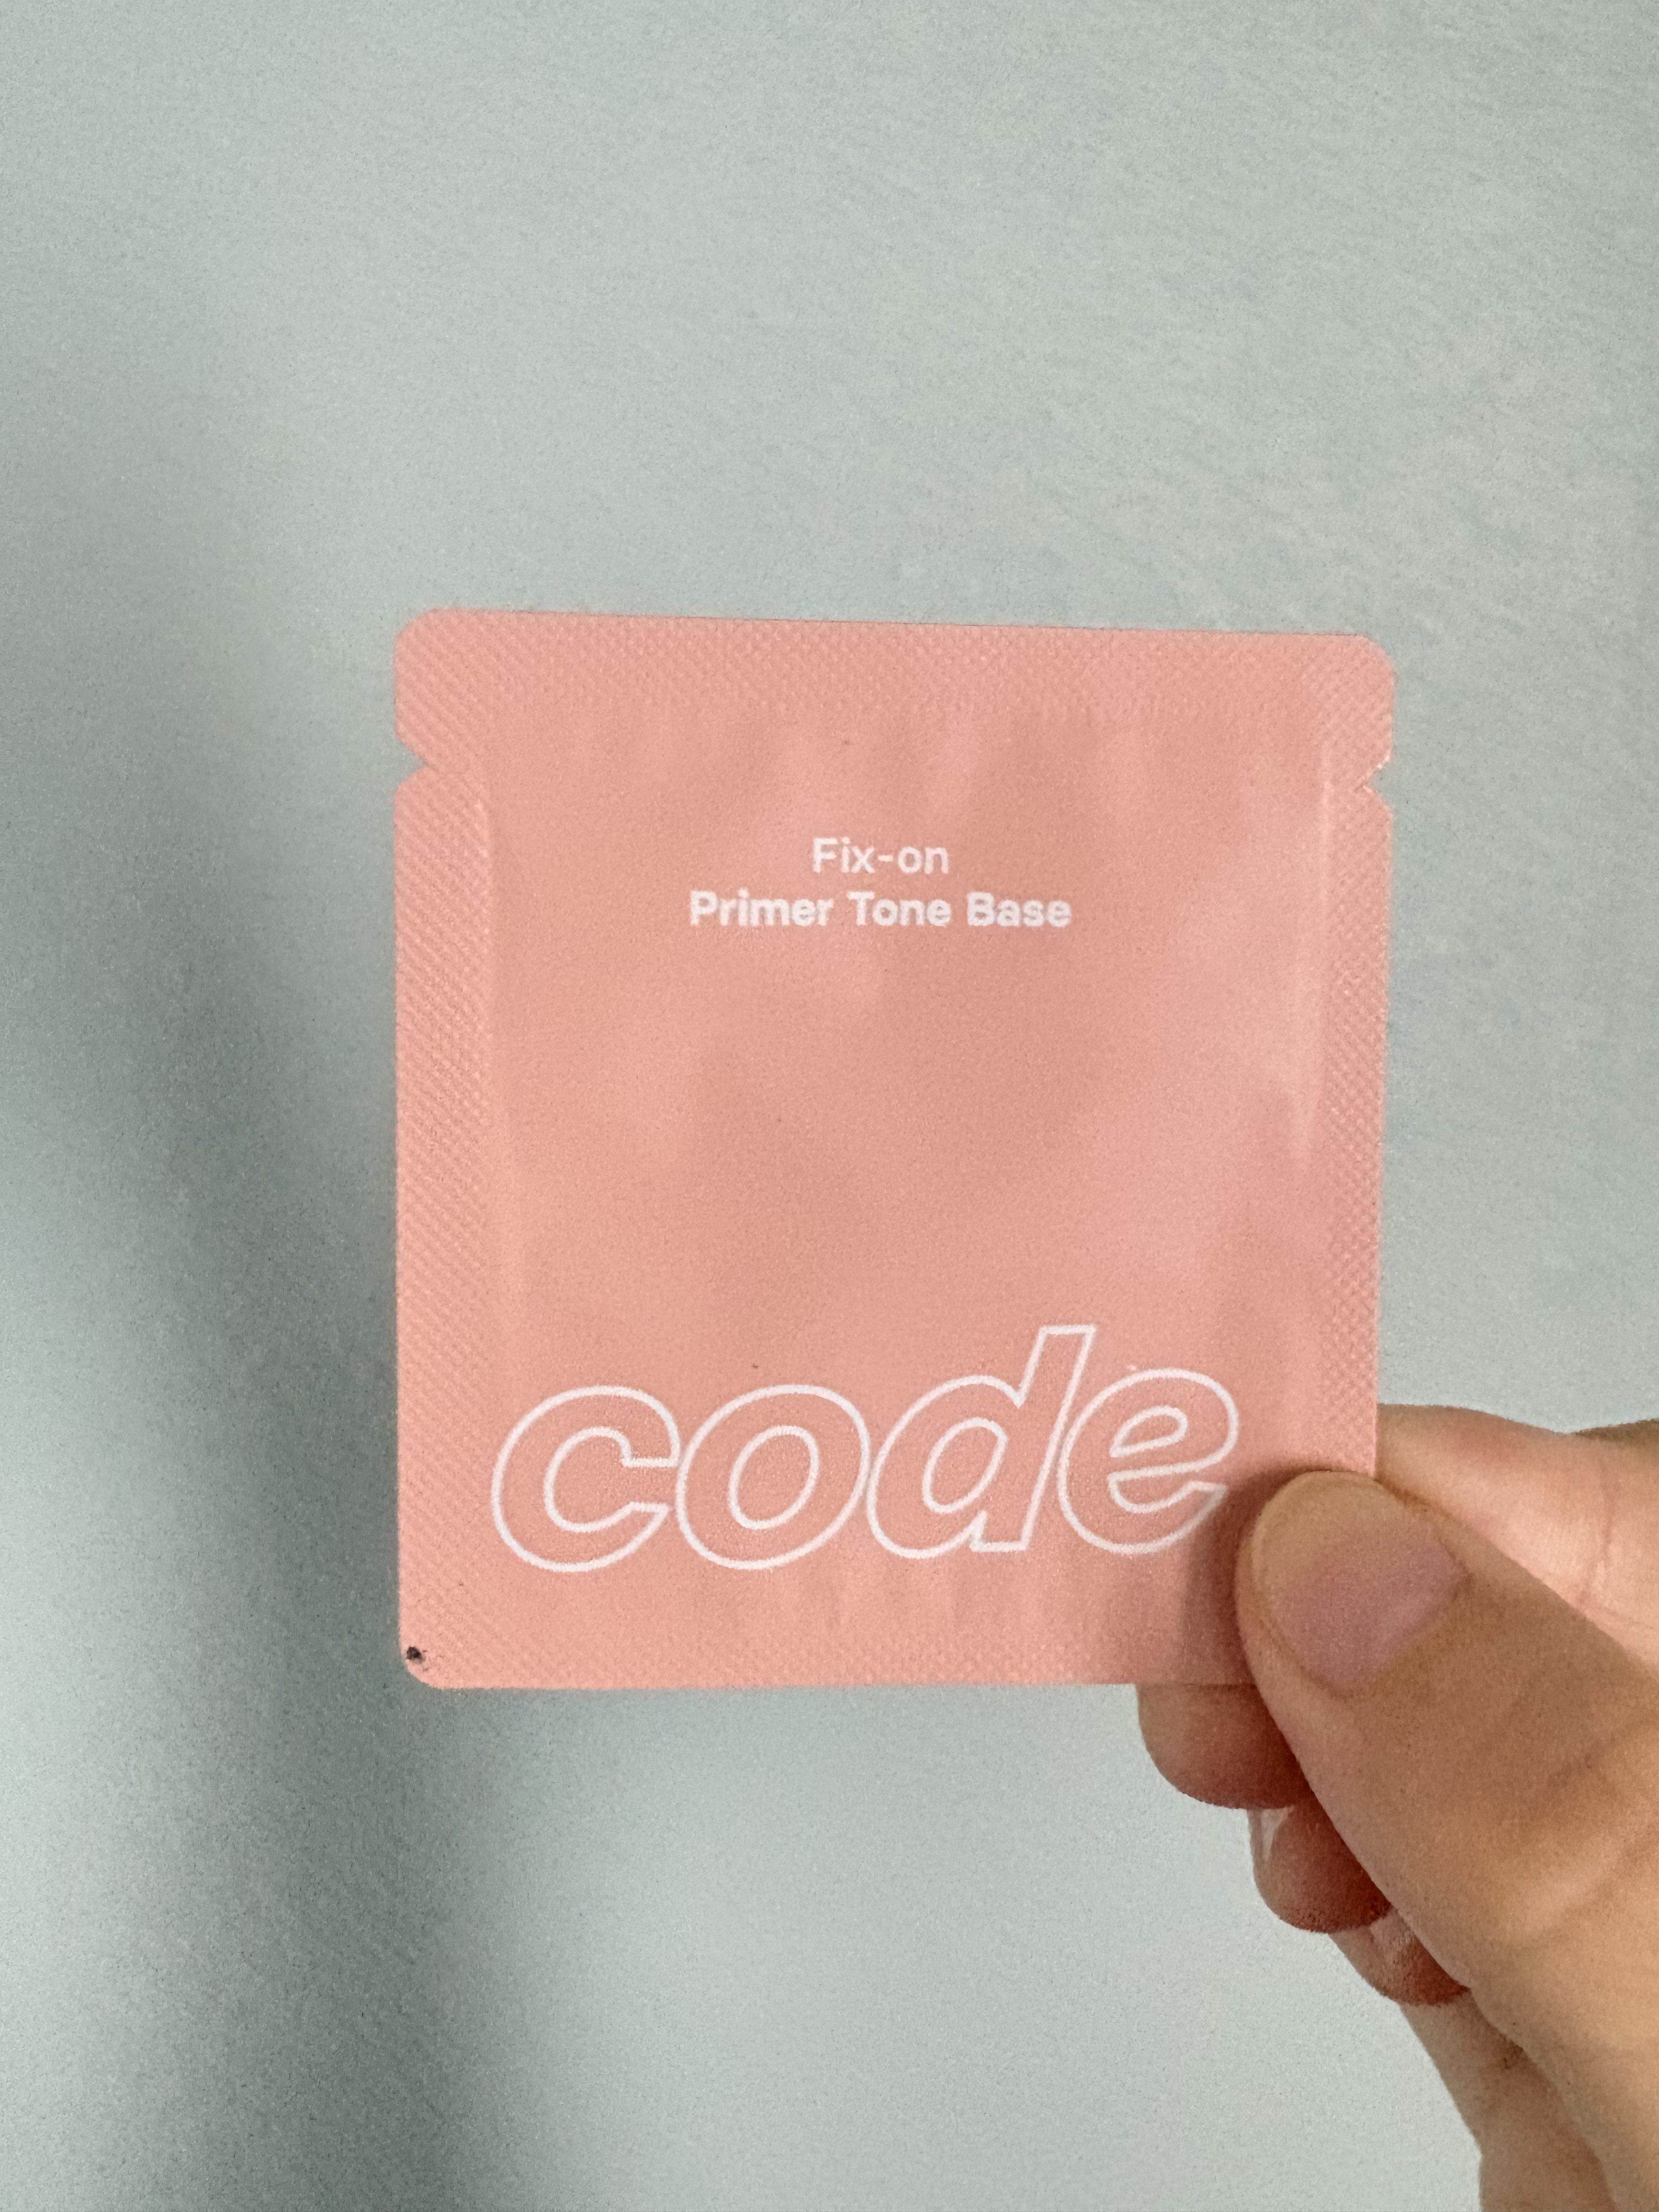 Fix-on
Primer Tone Base
code